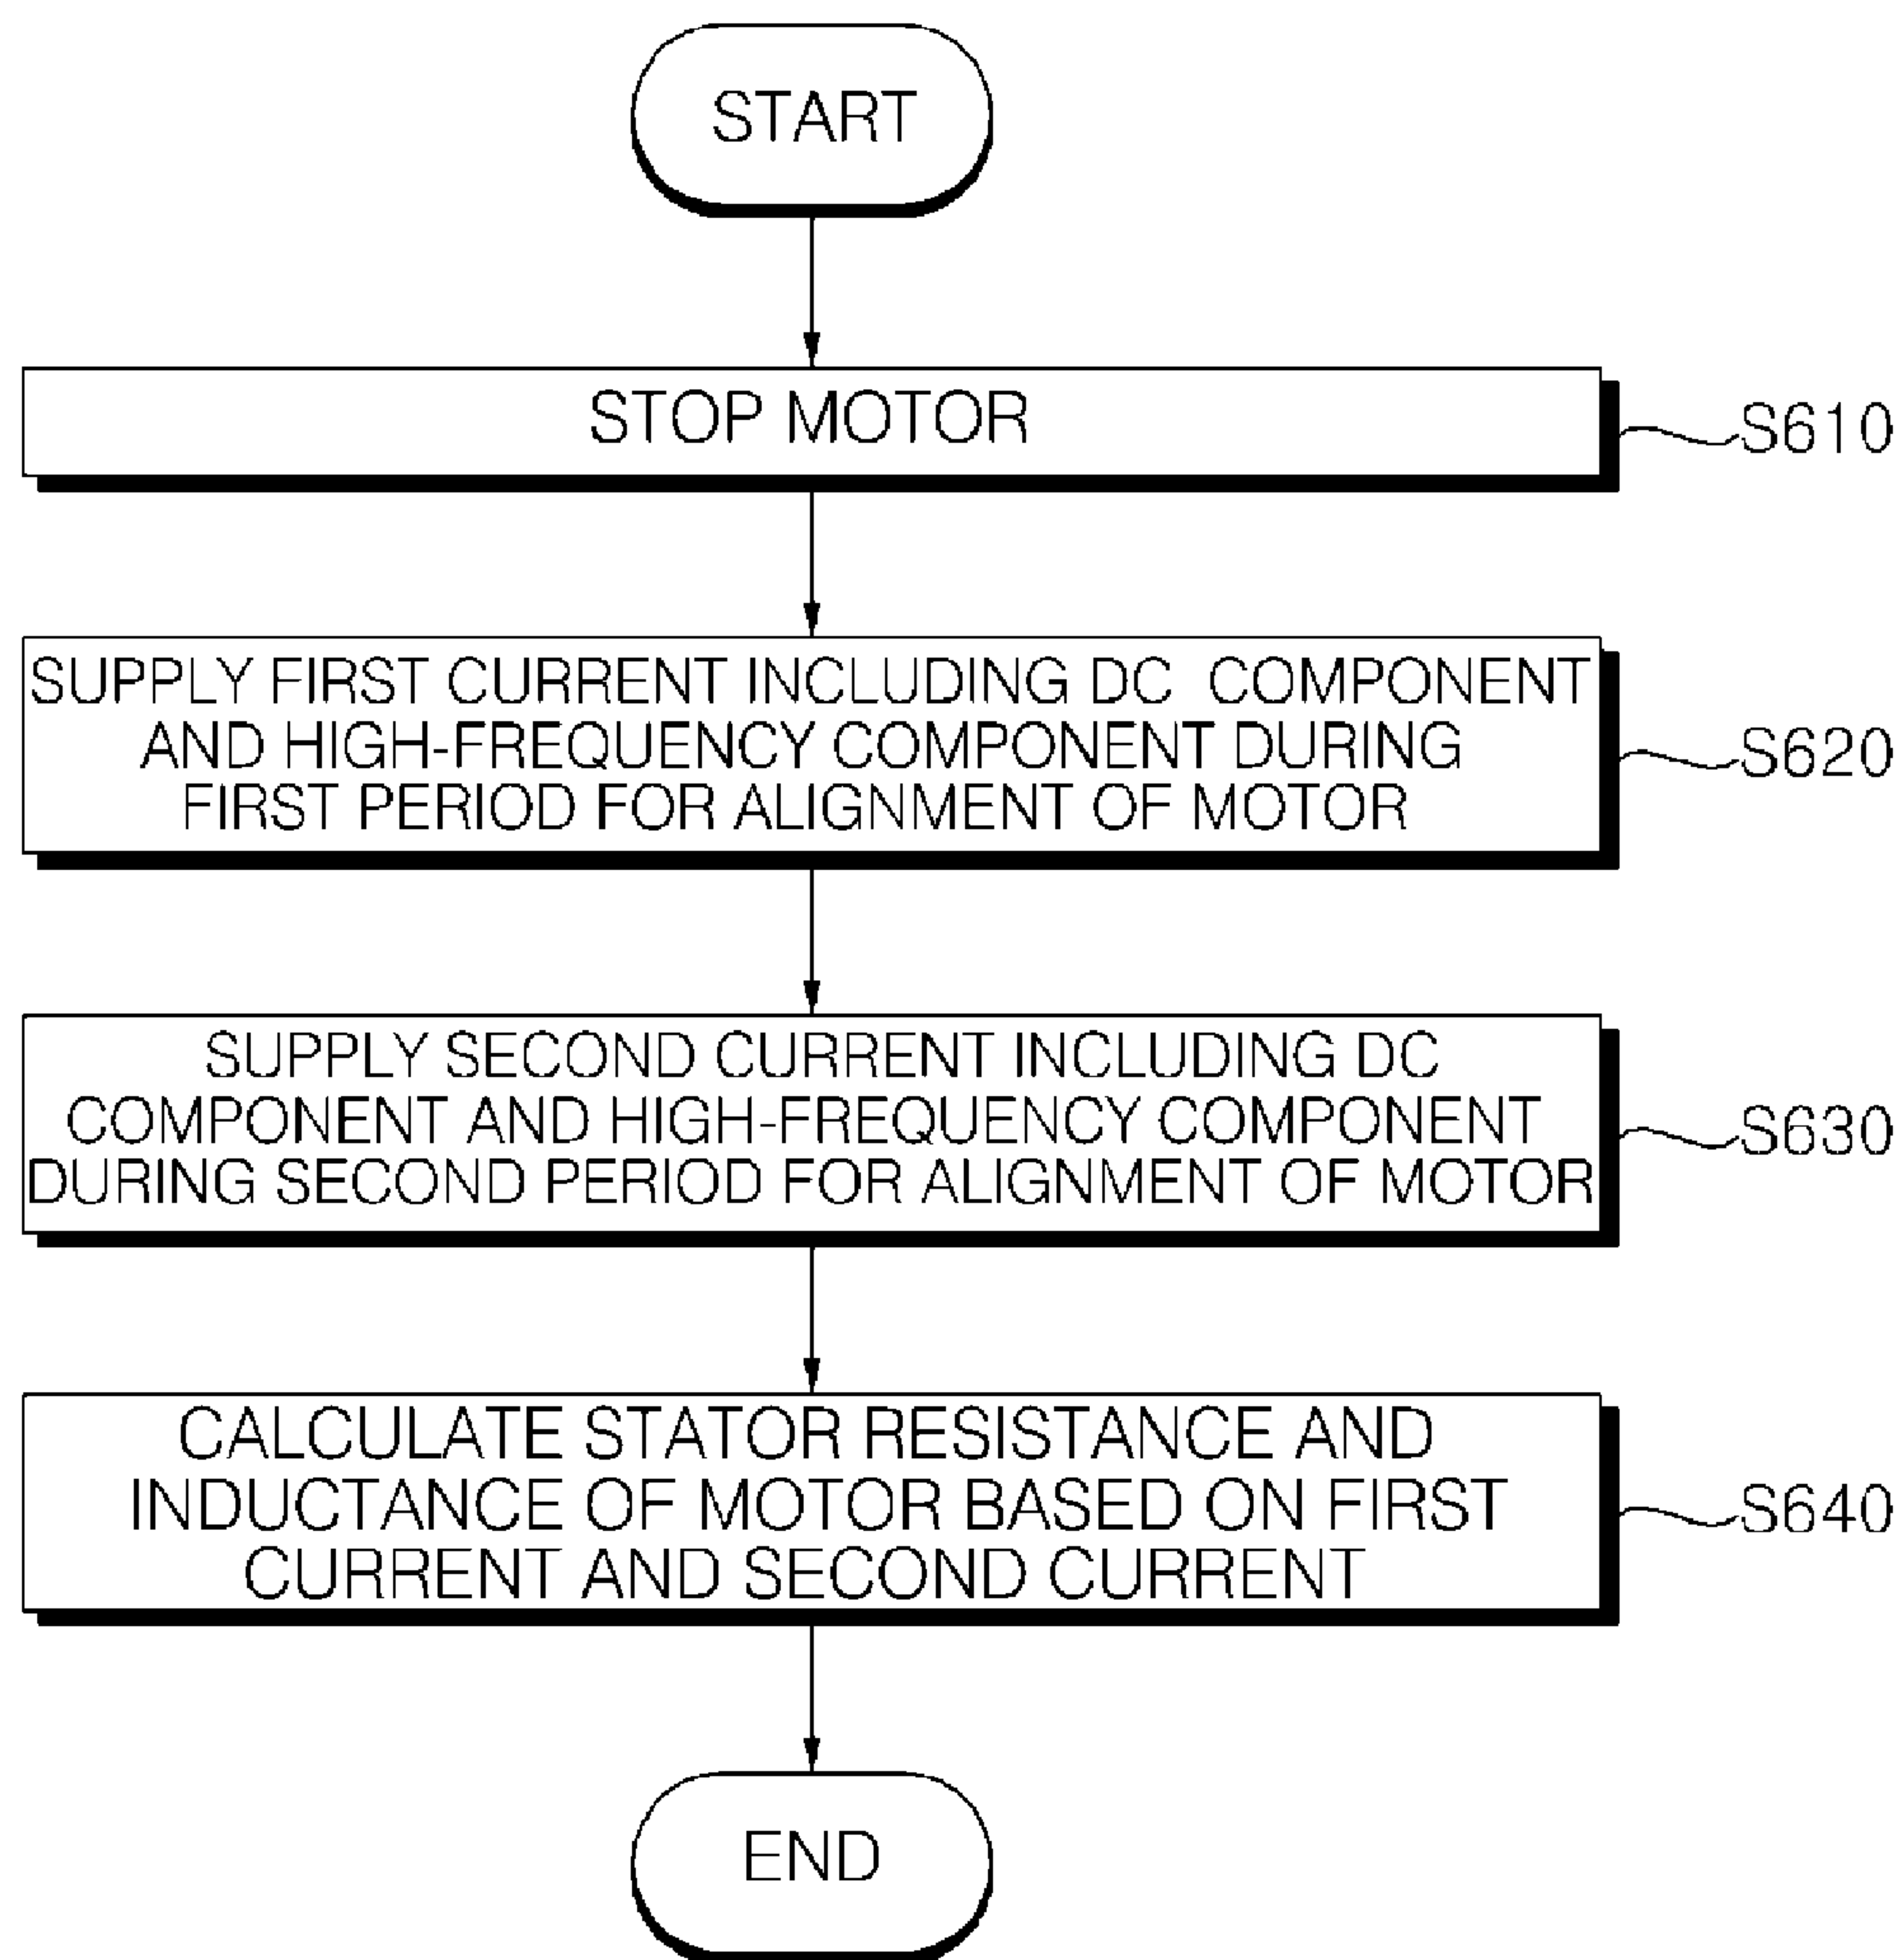 START
STOP MOTOR
S610
SUPPLY FIRST CURRENT INCLUDING DC COMPONENT
AND HIGH-FREQUENCY COMPONENT DURING
FIRST PERIOD FOR ALIGNMENT OF MOTOR
S620
SUPPLY SECOND CURRENT INCLUDING DC
COMPONENT AND HIGH-FREQUENCY COMPONENT
DURING SECOND PERIOD FOR ALIGNMENT OF MOTOR
S630
CALCULATE STATOR RESISTANCE AND
INDUCTANCE OF MOTOR BASED ON FIRST
CURRENT AND SECOND CURRENT
S640
END